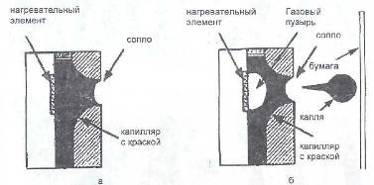 нагревательный
элемент
сопло
капилляр
с краской
а
нагревательный
элемент
Газовый
пузырь
сопло
бумага
капля
капилляр
с краской
б